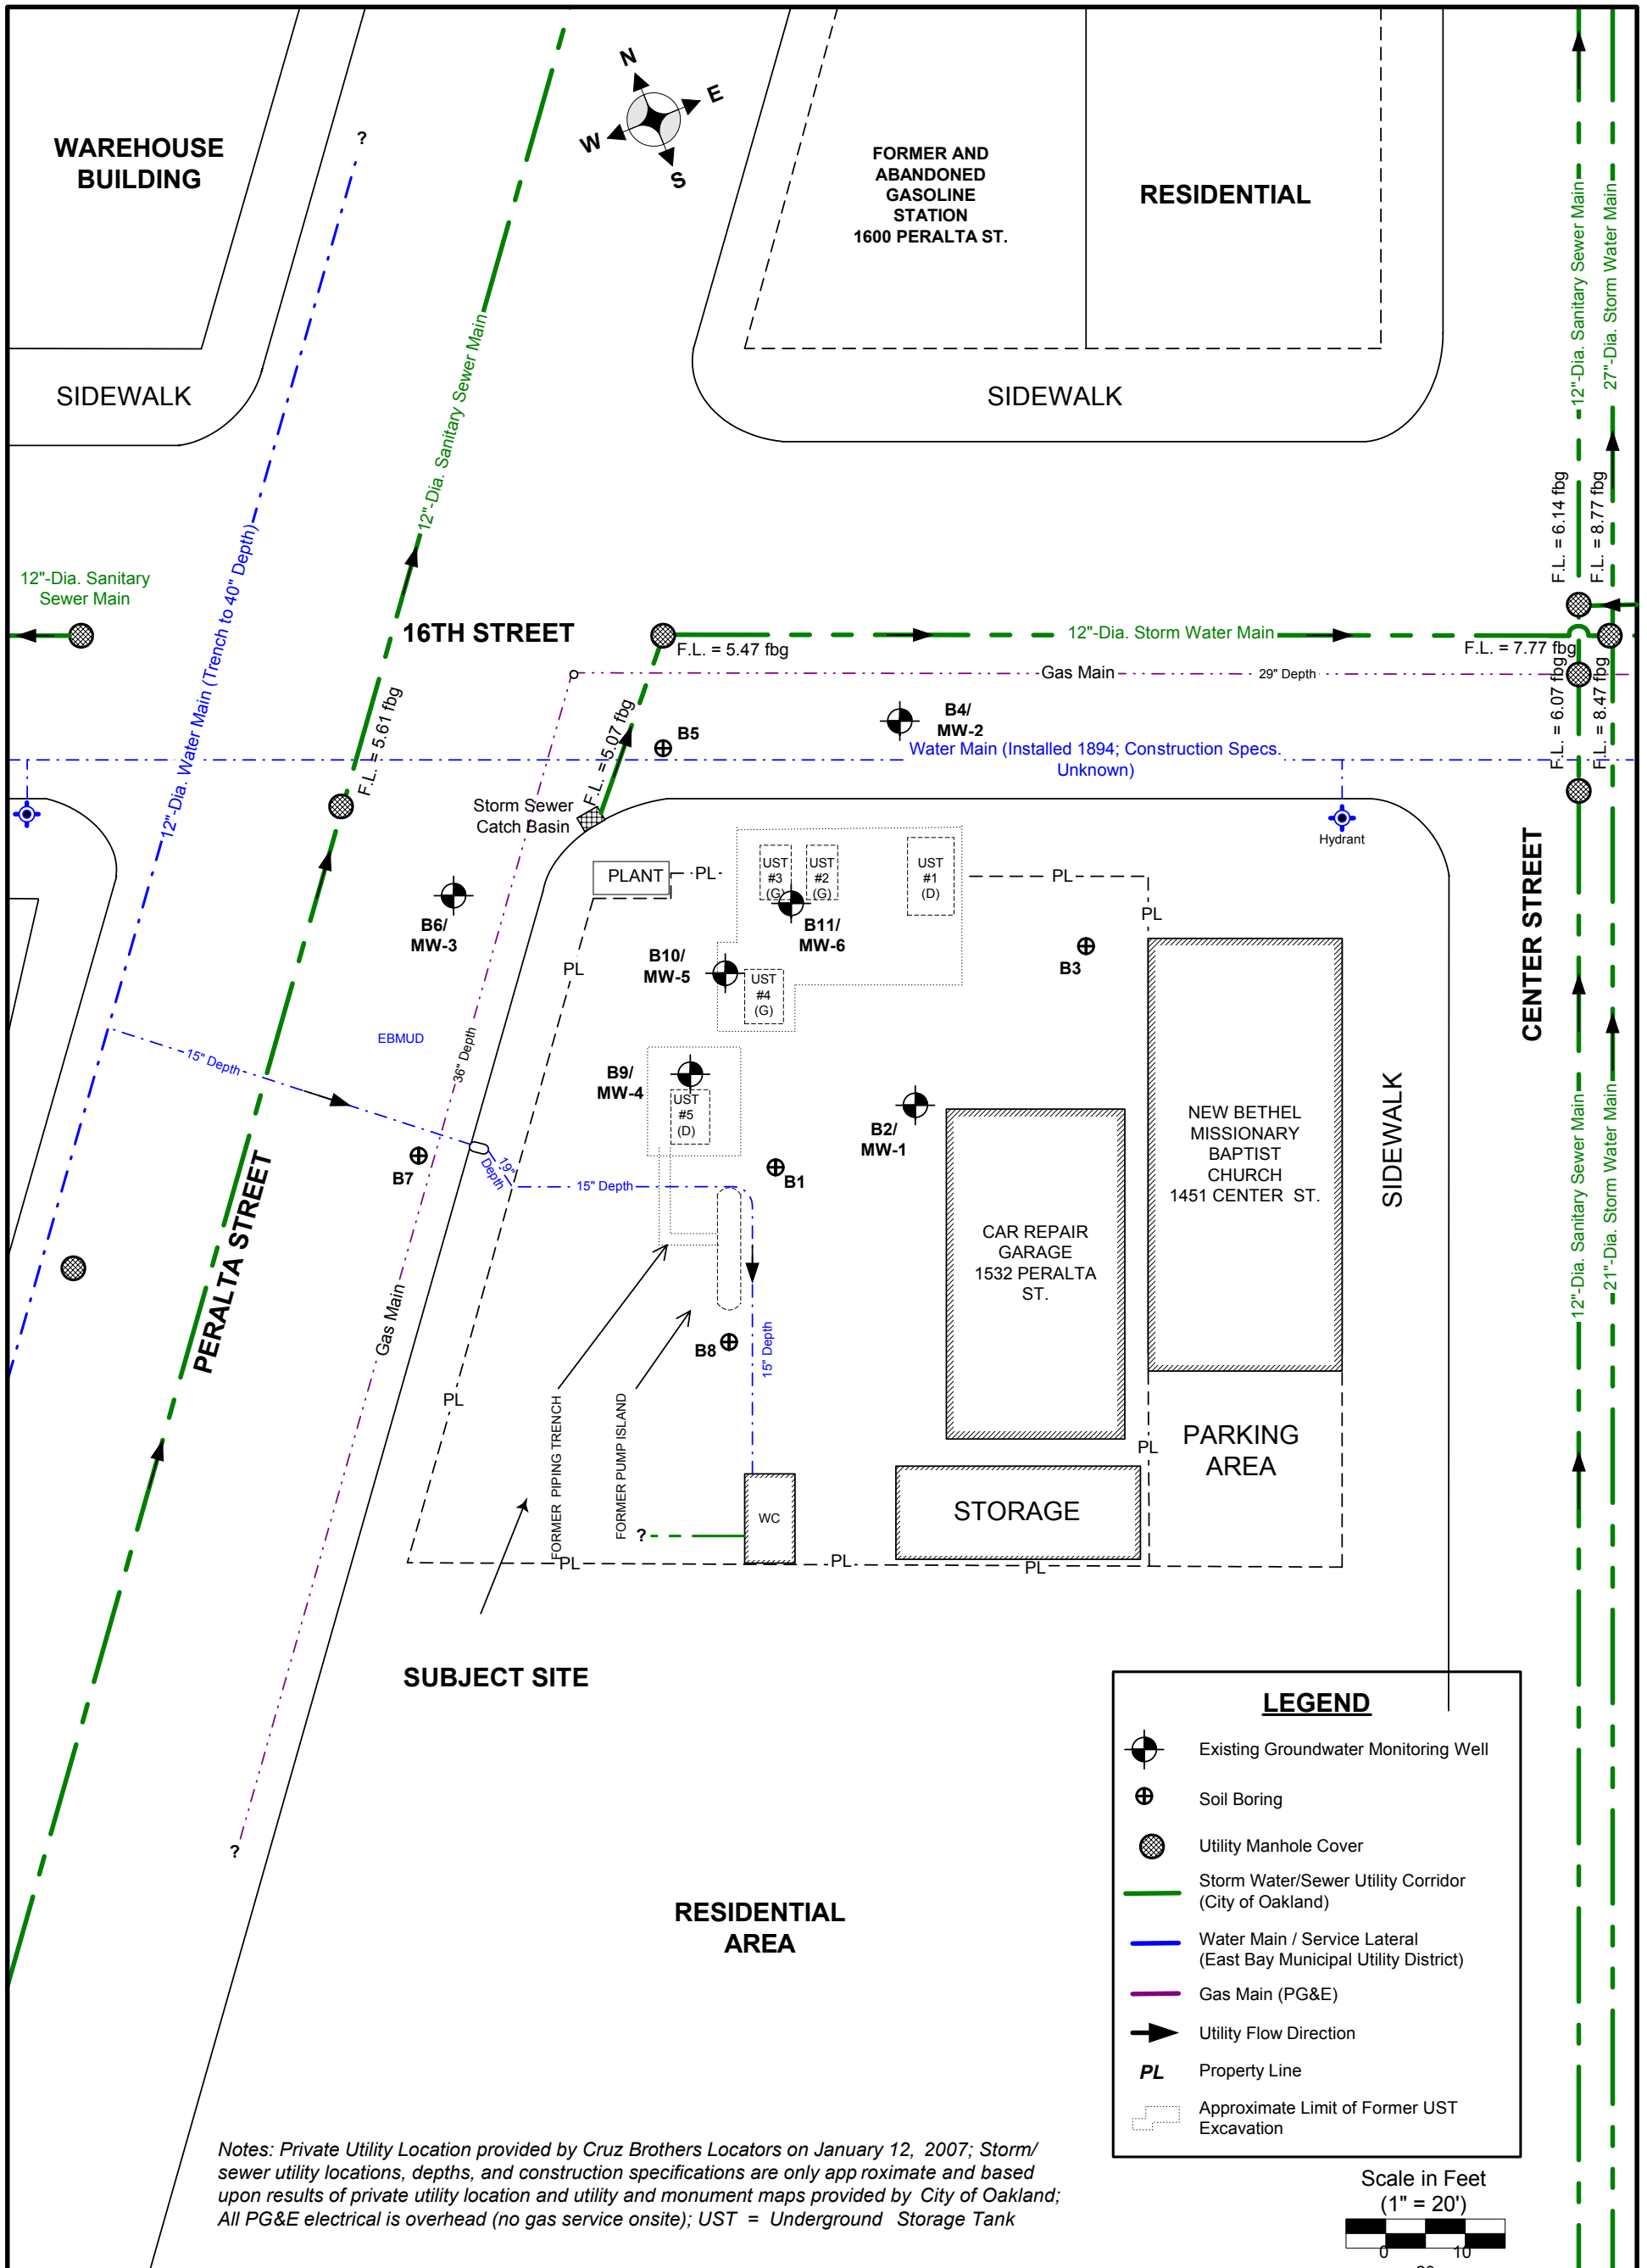 N
E
W
S
WAREHOUSE
BUILDING
?
FORMER AND
ABANDONED
GASOLINE
STATION
1600 PERALTA ST.
RESIDENTIAL
12"-Dia. Sanitary Sewer Main
27"-Dia. Storm Water Main
SIDEWALK
SIDEWALK
12"-Dia. Sanitary Sewer Main
12"-Dia. Water Main (Trench to 40" Depth)
F.L. = 6.14 fbg
F.L. = 8.77 fbg
12"-Dia. Sanitary
Sewer Main
16TH STREET
12"-Dia. Storm Water Main
F.L. = 5.47 fbg
F.L. = 7.77 fbg
Gas Main
29" Depth
F.L. = 5.61 fbg
F.L. = 5.07 fbg
F.L. = 6.07 fbg
F.L. = 8.47 fbg
B5
B4/
MW-2
Water Main (Installed 1894; Construction Specs.
Unknown)
Storm Sewer
Catch Basin
Hydrant
PLANT
PL
UST
#3
(G)
UST
#2
(G)
UST
#1
(D)
PL
PL
B6/
MW-3
B11/
MW-6
B10/
MW-5
B3
PL
UST
#4
(G)
CENTER STREET
EBMUD
15" Depth
36" Depth
B9/
MW-4
UST
#5
(D)
B2/
MW-1
NEW BETHEL
MISSIONARY
BAPTIST
CHURCH
1451 CENTER ST.
SIDEWALK
12"-Dia. Sanitary Sewer Main
21"-Dia. Storm Water Main
B7
19"
Depth
15" Depth
B1
PERALTA STREET
CAR REPAIR
GARAGE
1532 PERALTA
ST.
Gas Main
B8
15" Depth
PL
FORMER PIPING TRENCH
FORMER PUMP ISLAND
PL
PARKING
AREA
STORAGE
WC
?
PL
PL
PL
SUBJECT SITE
?
RESIDENTIAL
AREA
LEGEND
Existing Groundwater Monitoring Well
Soil Boring
Utility Manhole Cover
Storm Water/Sewer Utility Corridor
(City of Oakland)
Water Main / Service Lateral
(East Bay Municipal Utility District)
Gas Main (PG&E)
Utility Flow Direction
PL Property Line
Approximate Limit of Former UST
Excavation
Notes: Private Utility Location provided by Cruz Brothers Locators on January 12, 2007; Storm/
sewer utility locations, depths, and construction specifications are only app roximate and based
upon results of private utility location and utility and monument maps provided by City of Oakland;
All PG&E electrical is overhead (no gas service onsite); UST = Underground Storage Tank
Scale in Feet
(1" = 20')
0 10